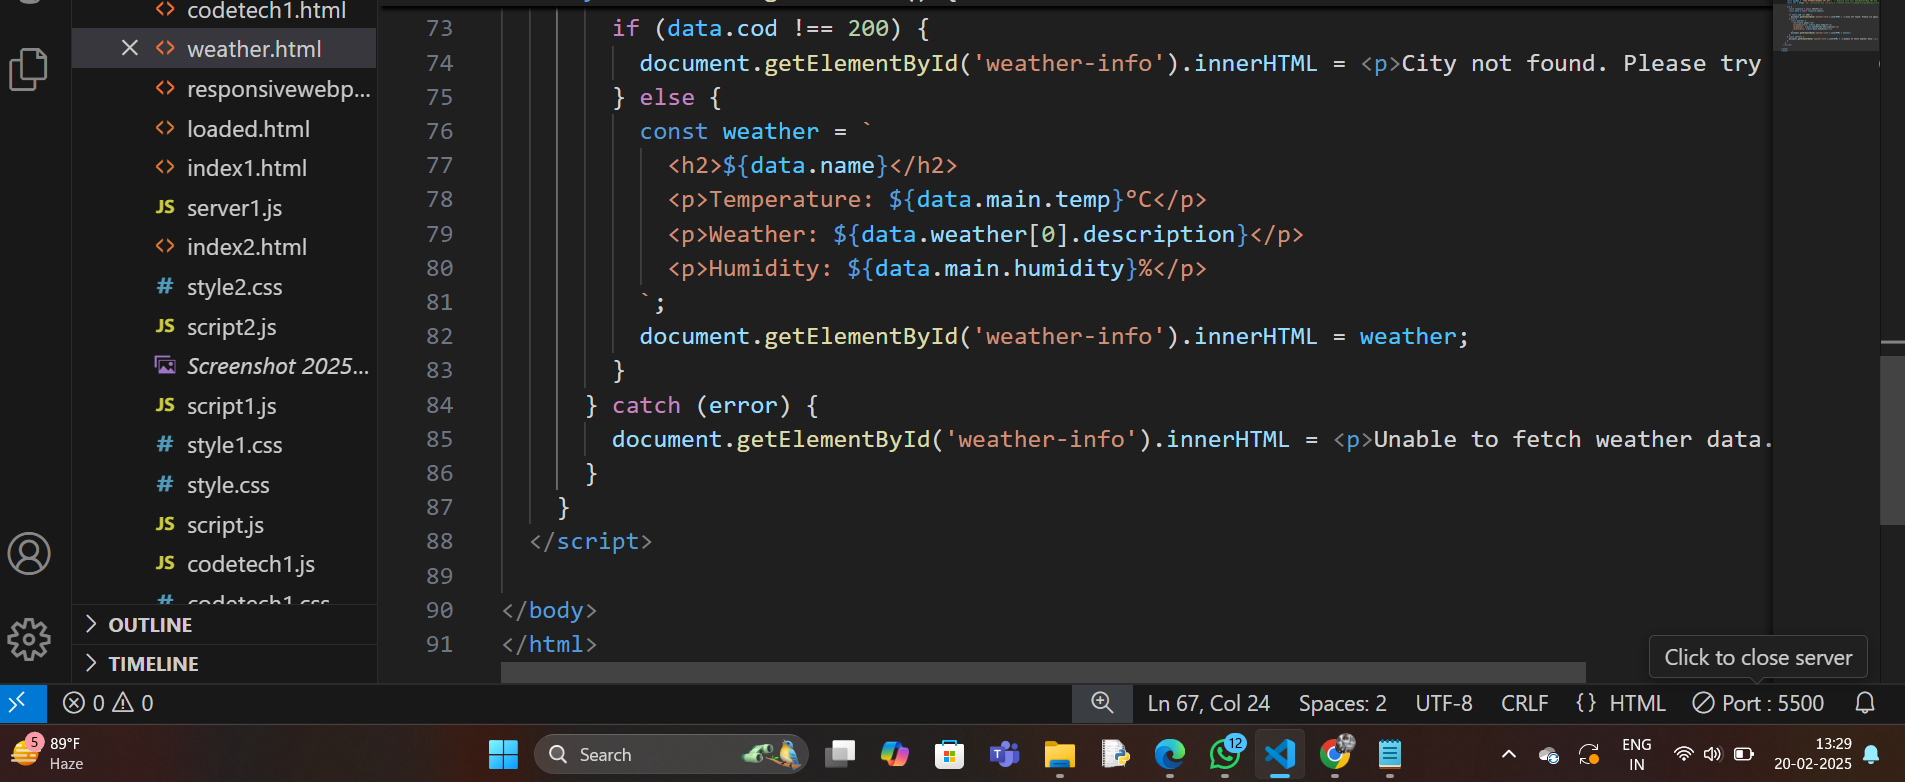 codetech1.html
weather.html
responsivewebp...
loaded.html
index1.html
JS server1.js
index2.html
# style2.css
JS script2.js
Screenshot 2025...
JS script1.js
# style1.css
# style.css
JS script.js
JS codetech1.js
# codetech1.css
OUTLINE
TIMELINE
73 if (data.cod !== 200) {
74 document.getElementById('weather-info').innerHTML = <p>City not found. Please try
75 } else {
76 const weather = `
77 <h2>${data.name}</h2>
78 <p>Temperature: ${data.main.temp}°C</p>
79 <p>Weather: ${data.weather[0].description}</p>
80 <p>Humidity: ${data.main.humidity}%</p>
81 `;
82 document.getElementById('weather-info').innerHTML = weather;
83 }
84 } catch (error) {
85 document.getElementById('weather-info').innerHTML = <p>Unable to fetch weather data.
86 }
87 }
88 </script>
89
90 </body>
91 </html>
Click to close server
0 0
Ln 67, Col 24 Spaces: 2 UTF-8 CRLF {} HTML Port : 5500
5 89°F
Haze
Search
12
ENG
IN
13:29
20-02-2025